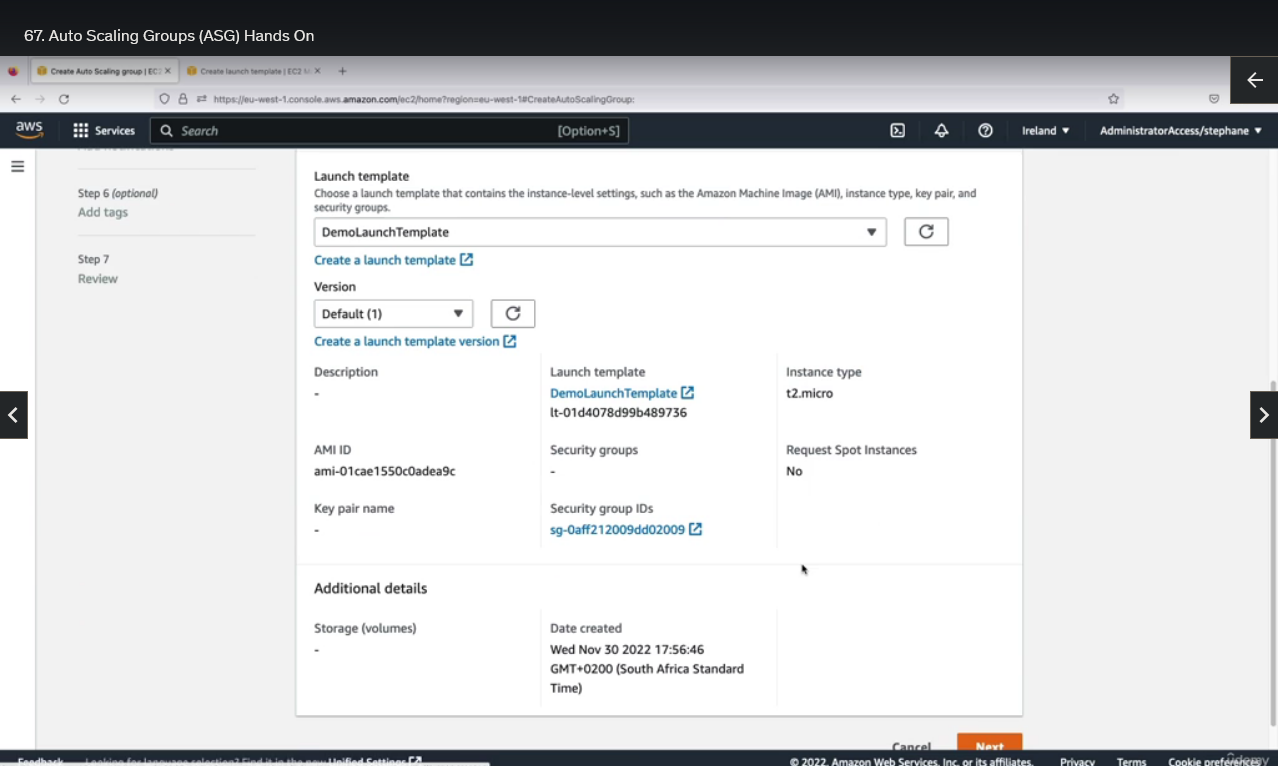 67. Auto Scaling Groups (ASG) Hands On
Create Auto Scaling group | EC
Create launch template | EC2 M
https://eu-west-1.console.aws.amazon.com/ec2/home?region=eu-west-1#CreateAutoScalingGroup:
aws
Services
Search
[Option+S]
Ireland
AdministratorAccess/stephane
Add notifications
Step 6 (optional)
Add tags
Step 7
Review
Launch template
Choose a launch template that contains the instance-level settings, such as the Amazon Machine Image (AMI), instance type, key pair, and
security groups.
DemoLaunchTemplate
Create a launch template
Version
Default (1)
Create a launch template version
Description
-
Launch template
DemoLaunchTemplate
lt-01d4078d99b489736
Instance type
t2.micro
AMI ID
ami-01cae1550c0adea9c
Security groups
-
Request Spot Instances
No
Key pair name
-
Security group IDs
sg-0aff212009dd02009
Additional details
Storage (volumes)
-
Date created
Wed Nov 30 2022 17:56:46
GMT+0200 (South Africa Standard
Time)
Cancel
Next
Feedback
Looking for language selection? Find it in the new Unified Settings
© 2022, Amazon Web Services, Inc. or its affiliates.
Privacy
Terms
Cookie preferences
Udemy